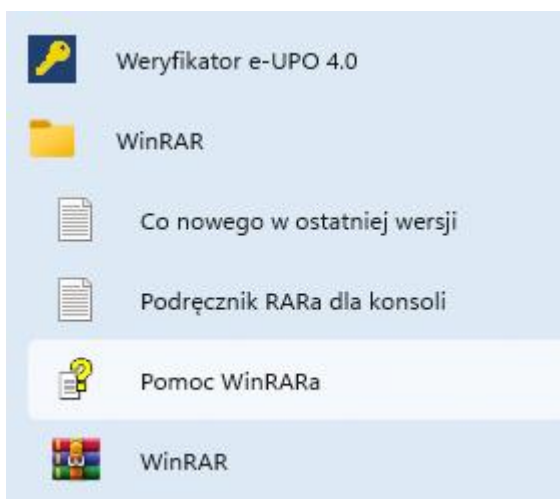 Weryfikator e-UPO 4.0
WinRAR
Co nowego w ostatniej wersji
Podręcznik RARa dla konsoli
Pomoc WinRARa
WinRAR